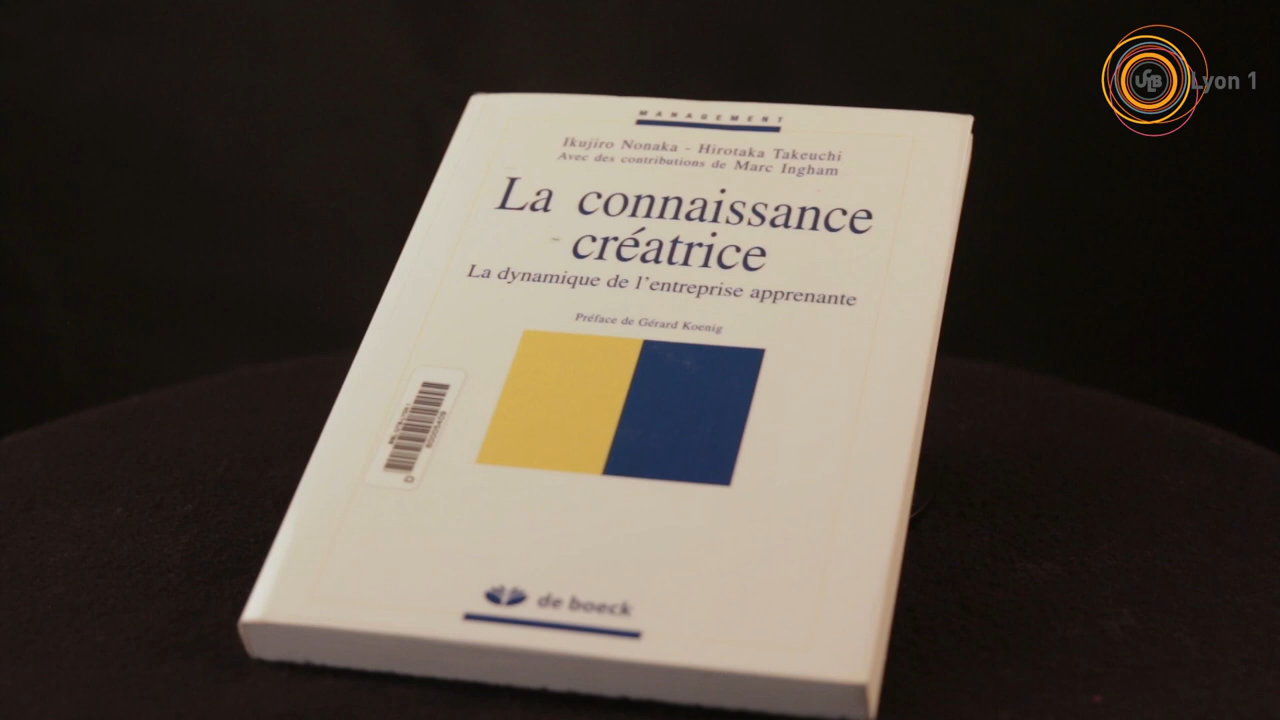 UCBL Lyon 1
MANAGEMENT
Ikujiro Nonaka - Hirotaka Takeuchi
Avec des contributions de Marc Ingham
La connaissance
créatrice
La dynamique de l'entreprise apprenante
Préface de Gérard Koenig
de boeck